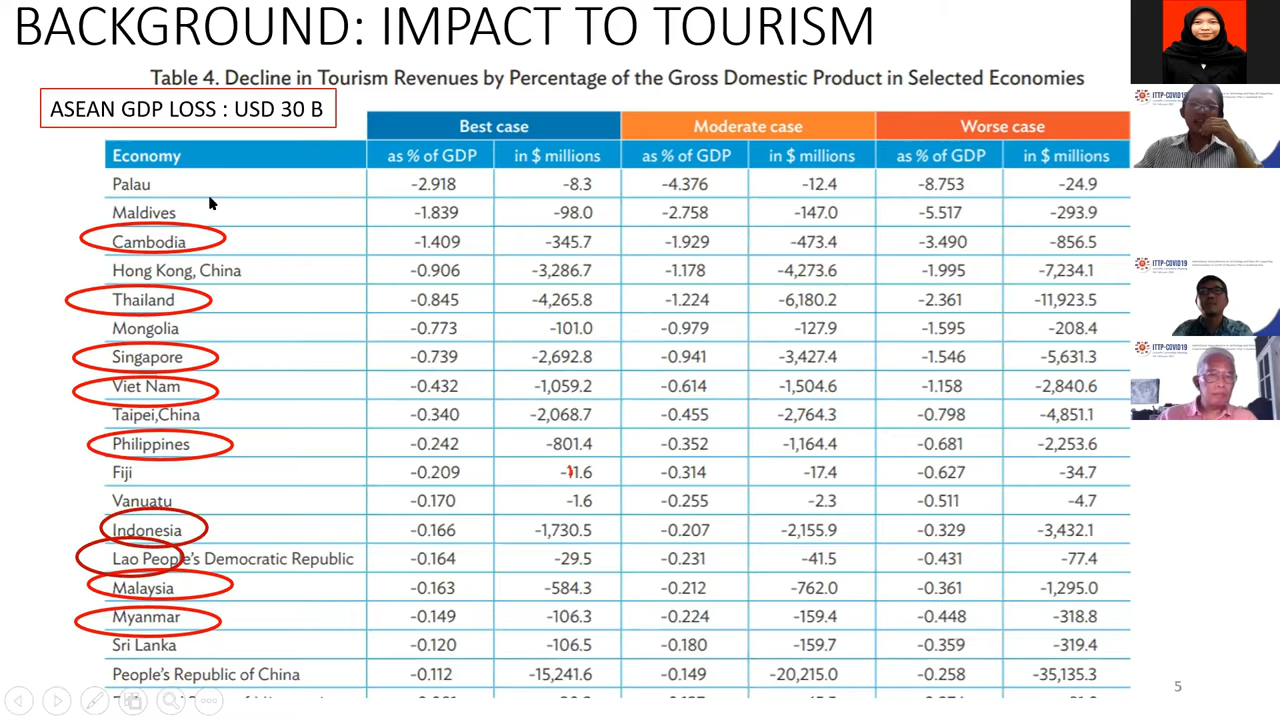 BACKGROUND: IMPACT TO TOURISM
Table 4. Decline in Tourism Revenues by Percentage of the Gross Domestic Product in Selected Economies
ASEAN GDP LOSS : USD 30 B
Best case Moderate case Worse case
Economy as % of GDP in $ millions as % of GDP in $ millions as % of GDP in $ millions
Palau -2.918 -8.3 -4.376 -12.4 -8.753 -24.9
Maldives -1.839 -98.0 -2.758 -147.0 -5.517 -293.9
Cambodia -1.409 -345.7 -1.929 -473.4 -3.490 -856.5
Hong Kong, China -0.906 -3,286.7 -1.178 -4,273.6 -1.995 -7,234.1
Thailand -0.845 -4,265.8 -1.224 -6,180.2 -2.361 -11,923.5
Mongolia -0.773 -101.0 -0.979 -127.9 -1.595 -208.4
Singapore -0.739 -2,692.8 -0.941 -3,427.4 -1.546 -5,631.3
Viet Nam -0.432 -1,059.2 -0.614 -1,504.6 -1.158 -2,840.6
Taipei,China -0.340 -2,068.7 -0.455 -2,764.3 -0.798 -4,851.1
Philippines -0.242 -801.4 -0.352 -1,164.4 -0.681 -2,253.6
Fiji -0.209 -11.6 -0.314 -17.4 -0.627 -34.7
Vanuatu -0.170 -1.6 -0.255 -2.3 -0.511 -4.7
Indonesia -0.166 -1,730.5 -0.207 -2,155.9 -0.329 -3,432.1
Lao People's Democratic Republic -0.164 -29.5 -0.231 -41.5 -0.431 -77.4
Malaysia -0.163 -584.3 -0.212 -762.0 -0.361 -1,295.0
Myanmar -0.149 -106.3 -0.224 -159.4 -0.448 -318.8
Sri Lanka -0.120 -106.5 -0.180 -159.7 -0.359 -319.4
People's Republic of China -0.112 -15,241.6 -0.149 -20,215.0 -0.258 -35,135.3
5
ITTP-COVID19
ITTP-COVID19
ITTP-COVID19